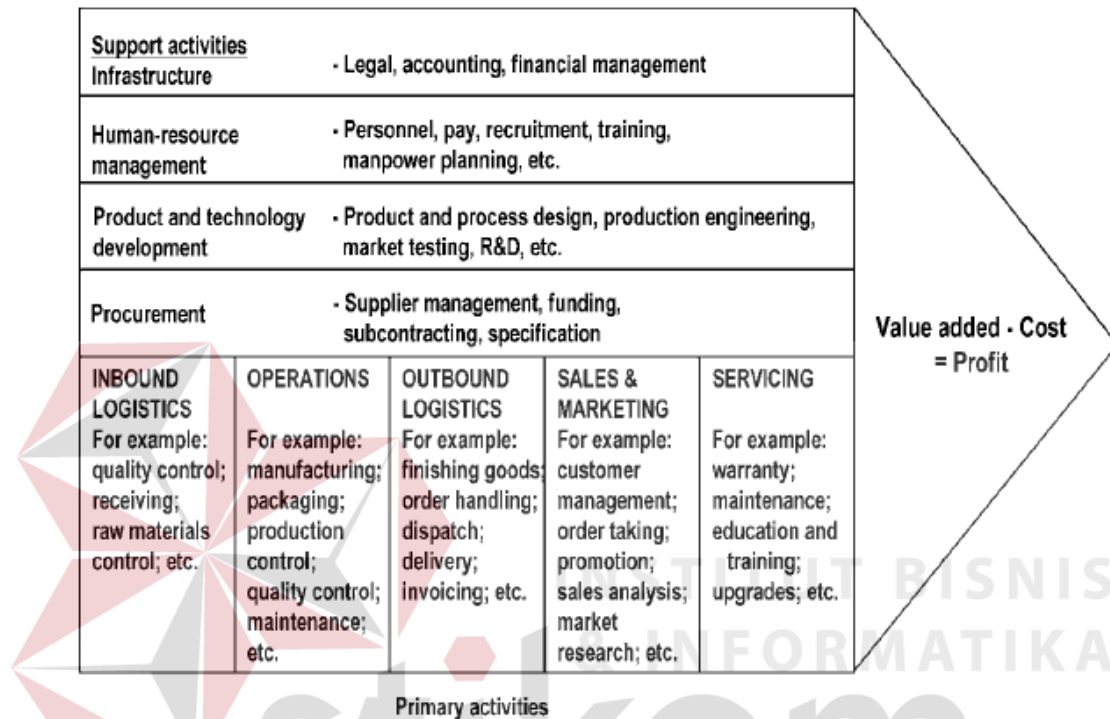 Support activities
Infrastructure - Legal, accounting, financial management
Human-resource - Personnel, pay, recruitment, training,
management manpower planning, etc.
Product and technology - Product and process design, production engineering,
development market testing, R&D, etc.
Procurement - Supplier management, funding,
subcontracting, specification
Value added - Cost
= Profit
INBOUND
LOGISTICS
For example:
quality control;
receiving;
raw materials
control; etc.
OPERATIONS
For example:
manufacturing;
packaging;
production
control;
quality control;
maintenance;
etc.
OUTBOUND
LOGISTICS
For example:
finishing goods;
order handling;
dispatch;
delivery;
invoicing; etc.
SALES &
MARKETING
For example:
customer
management;
order taking;
promotion;
sales analysis;
market
research; etc.
SERVICING
For example:
warranty;
maintenance;
education and
training;
upgrades; etc.
INSTITUT BISNIS
& INFORMATIKA
Primary activities